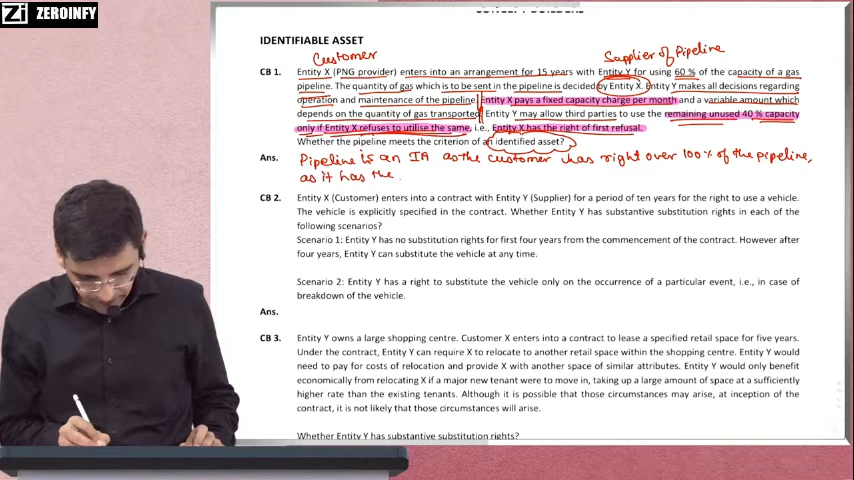 Zi ZEROINFY
CONCEPT BUILDERS
IDENTIFIABLE ASSET
Customer
Supplier of Pipeline
CB 1. Entity X (PNG provider) enters into an arrangement for 15 years with Entity Y for using 60 % of the capacity of a gas
pipeline. The quantity of gas which is to be sent in the pipeline is decided by Entity X. Entity Y makes all decisions regarding
operation and maintenance of the pipeline. Entity X pays a fixed capacity charge per month and a variable amount which
depends on the quantity of gas transported. Entity Y may allow third parties to use the remaining unused 40 % capacity
only if Entity X refuses to utilise the same, i.e., Entity X has the right of first refusal.
Whether the pipeline meets the criterion of an identified asset?
Ans. Pipeline is an IA as the customer has right over 100% of the pipeline,
as it has the
CB 2. Entity X (Customer) enters into a contract with Entity Y (Supplier) for a period of ten years for the right to use a vehicle.
The vehicle is explicitly specified in the contract. Whether Entity Y has substantive substitution rights in each of the
following scenarios?
Scenario 1: Entity Y has no substitution rights for first four years from the commencement of the contract. However after
four years, Entity Y can substitute the vehicle at any time.
Scenario 2: Entity Y has a right to substitute the vehicle only on the occurrence of a particular event, i.e., in case of
breakdown of the vehicle.
Ans.
CB 3. Entity Y owns a large shopping centre. Customer X enters into a contract to lease a specified retail space for five years.
Under the contract, Entity Y can require X to relocate to another retail space within the shopping centre. Entity Y would
need to pay for costs of relocation and provide X with another space of similar attributes. Entity Y would only benefit
economically from relocating X if a major new tenant were to move in, taking up a large amount of space at a sufficiently
higher rate than the existing tenants. Although it is possible that those circumstances may arise, at inception of the
contract, it is not likely that those circumstances will arise.
Whether Entity Y has substantive substitution rights?